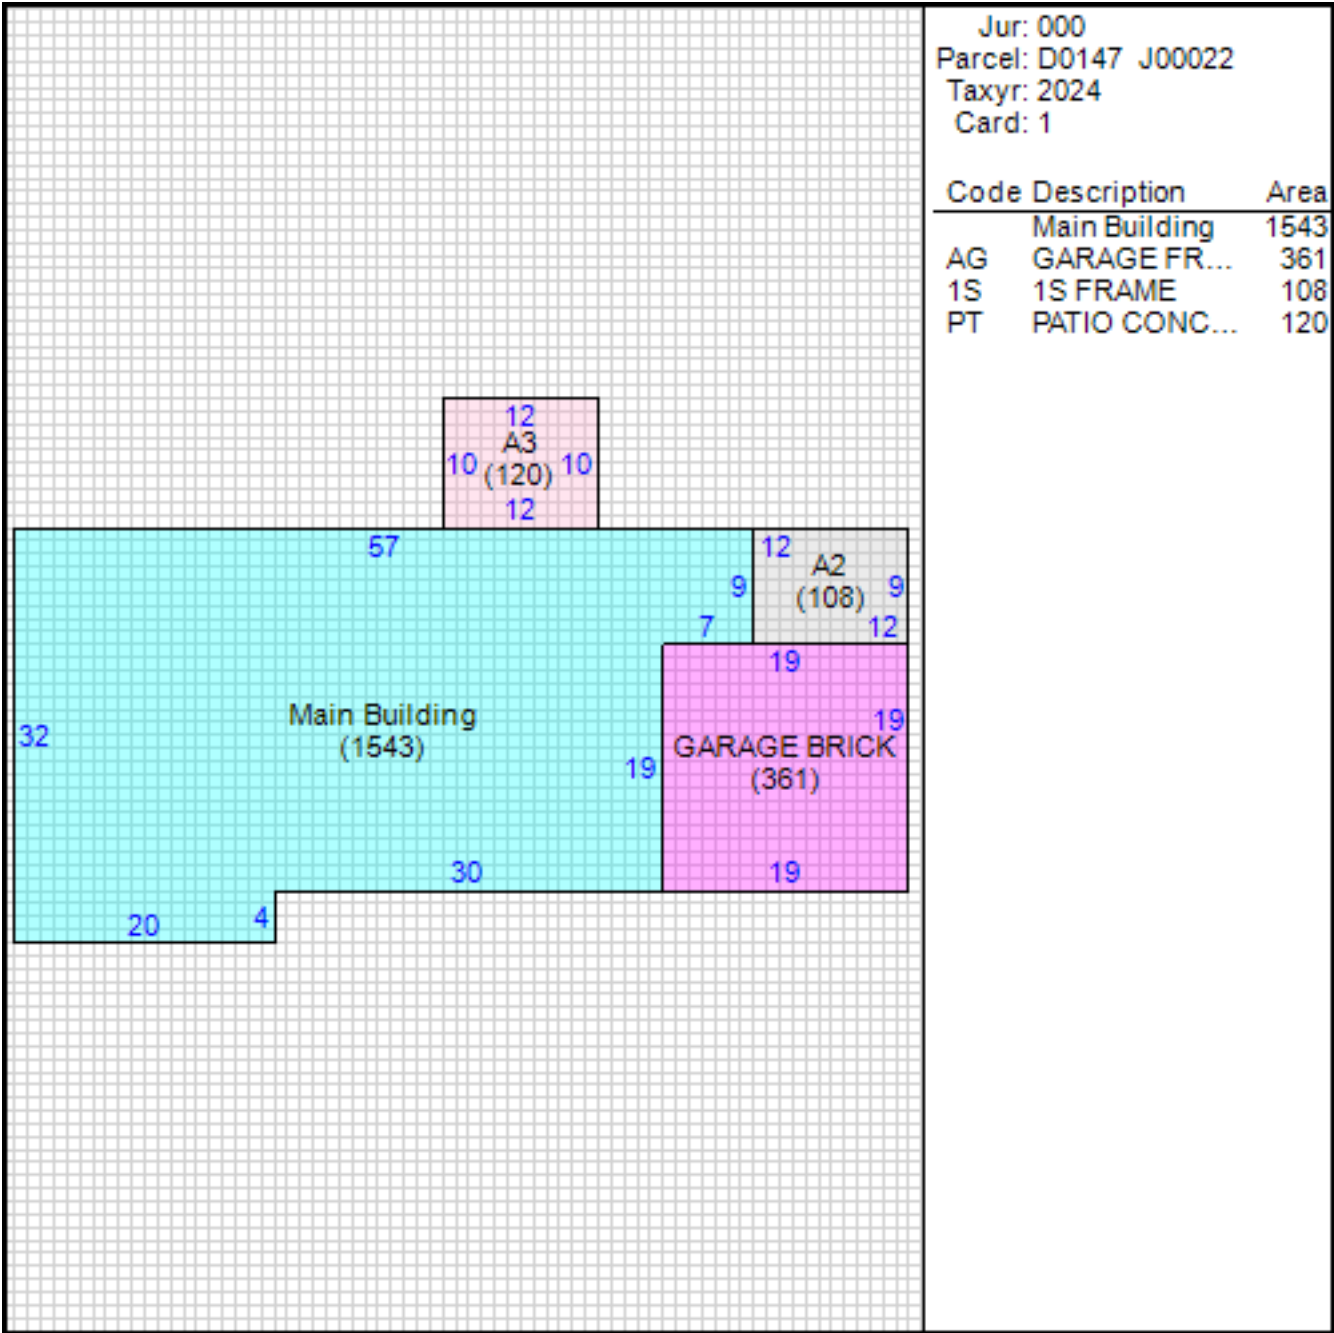 Jur: 000
Parcel: D0147 J00022
Taxyr: 2024
Card: 1
Code Description Area
Main Building 1543
AG GARAGE FR... 361
1S 1S FRAME 108
PT PATIO CONC... 120
12
A3
10 (120) 10
12
57
12
A2
9
(108) 9
7
12
19
32
Main Building
(1543)
19
19
GARAGE BRICK
(361)
30
19
20
4